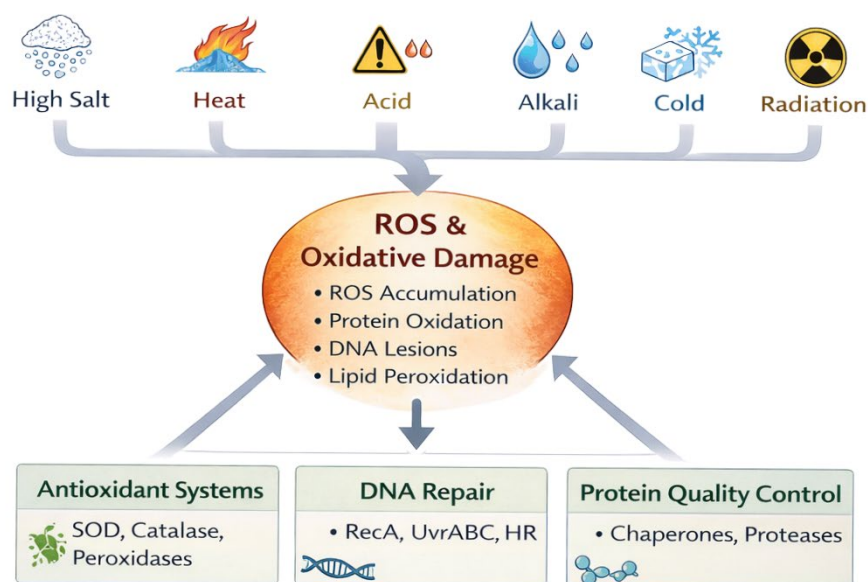 High Salt
Heat
Acid
Alkali
Cold
Radiation
ROS &
Oxidative Damage
• ROS Accumulation
• Protein Oxidation
• DNA Lesions
• Lipid Peroxidation
Antioxidant Systems
SOD, Catalase,
Peroxidases
DNA Repair
• RecA, UvrABC, HR
Protein Quality Control
• Chaperones, Proteases